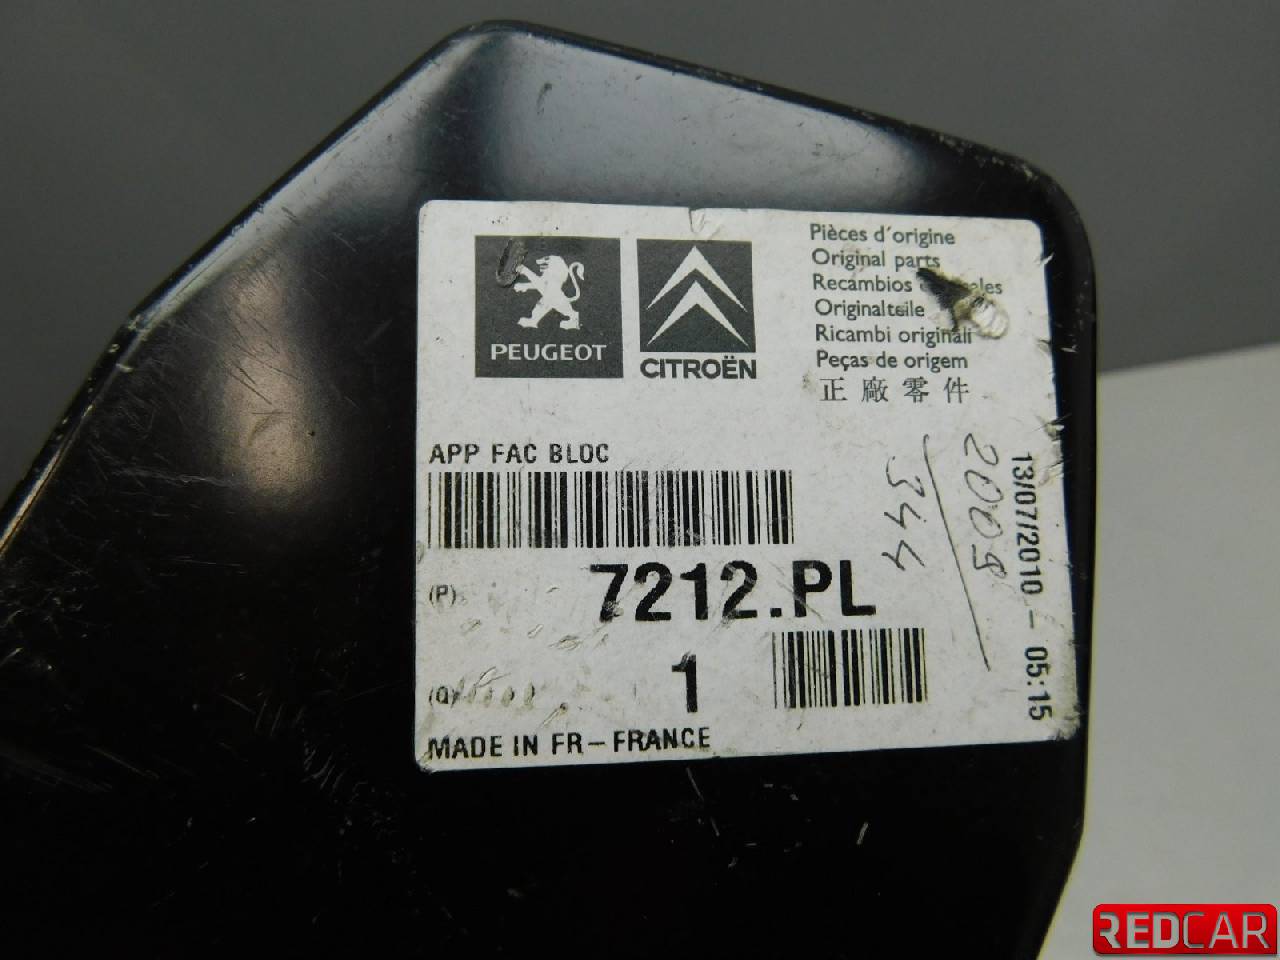 PEUGEOT
CITROËN
Pièces d'origine
Original parts
Recambios
Originalteile
Ricambi originali
Peças de origem
正廠零件
APP FAC BLOC
(P)
7212.PL
(Q)
1
MADE IN FR – FRANCE
13/07/2010 – 05:15
344
REDCAR